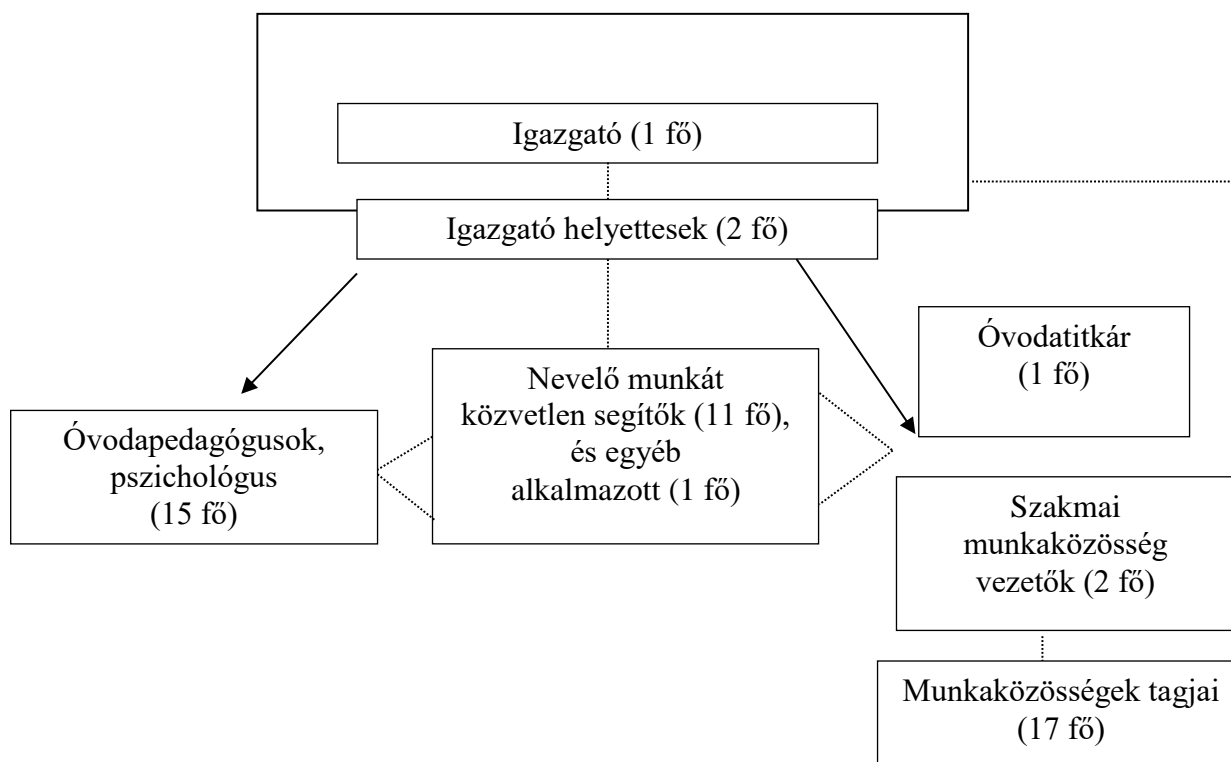 Igazgató (1 fő)
Igazgató helyettesek (2 fő)
Óvodatitkár
(1 fő)
Nevelő munkát
közvetlen segítők (11 fő),
és egyéb
alkalmazott (1 fő)
Óvodapedagógusok,
pszichológus
(15 fő)
Szakmai
munkaközösség
vezetők (2 fő)
Munkaközösségek tagjai
(17 fő)